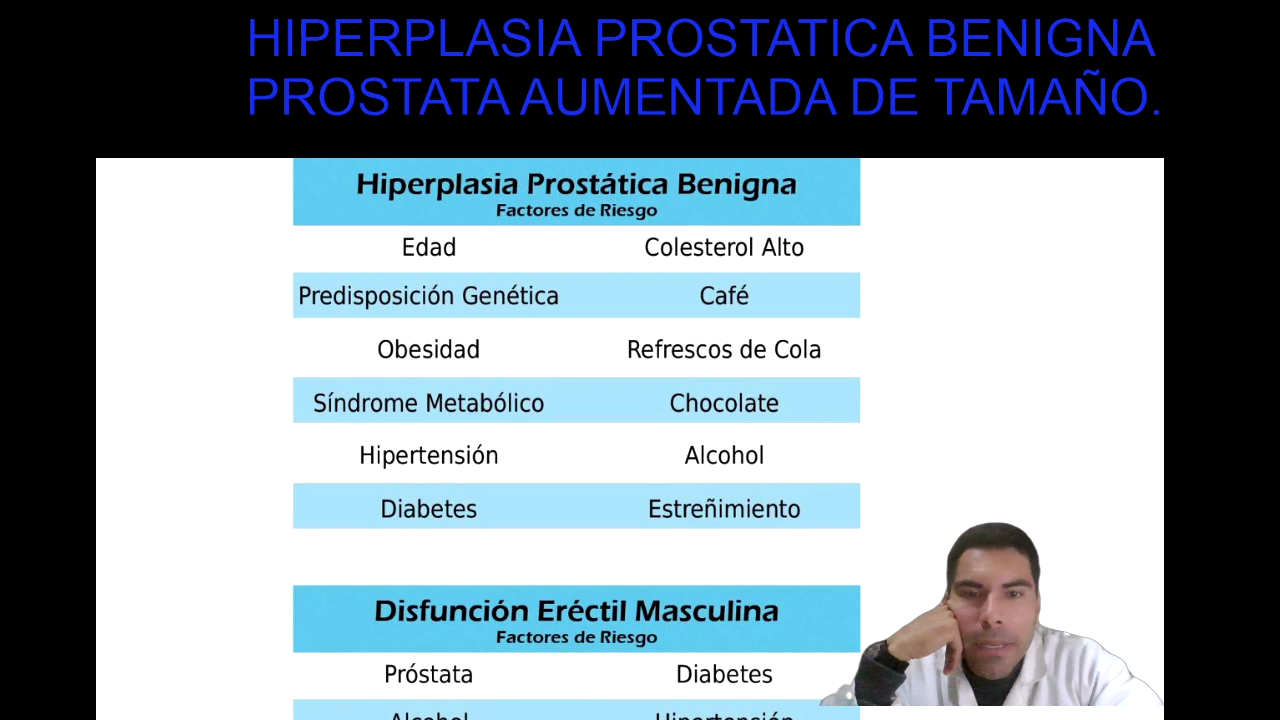 HIPERPLASIA PROSTATICA BENIGNA
PROSTATA AUMENTADA DE TAMAÑO.
Hiperplasia Prostática Benigna
Factores de Riesgo
Edad Colesterol Alto
Predisposición Genética Café
Obesidad Refrescos de Cola
Síndrome Metabólico Chocolate
Hipertensión Alcohol
Diabetes Estreñimiento
Disfunción Eréctil Masculina
Factores de Riesgo
Próstata Diabetes
Alcohol Hipertensión